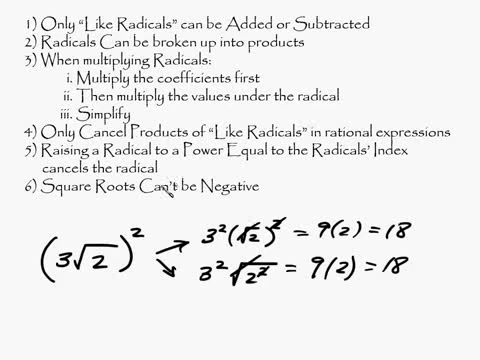 1) Only "Like Radicals" can be Added or Subtracted
2) Radicals Can be broken up into products
3) When multiplying Radicals:
i. Multiply the coefficients first
ii. Then multiply the values under the radical
iii. Simplify
4) Only Cancel Products of "Like Radicals" in rational expressions
5) Raising a Radical to a Power Equal to the Radicals' Index
cancels the radical
6) Square Roots Can't be Negative
(3√2)² → 3²(√2)² = 9(2) = 18
→ 3²√2² = 9(2) = 18